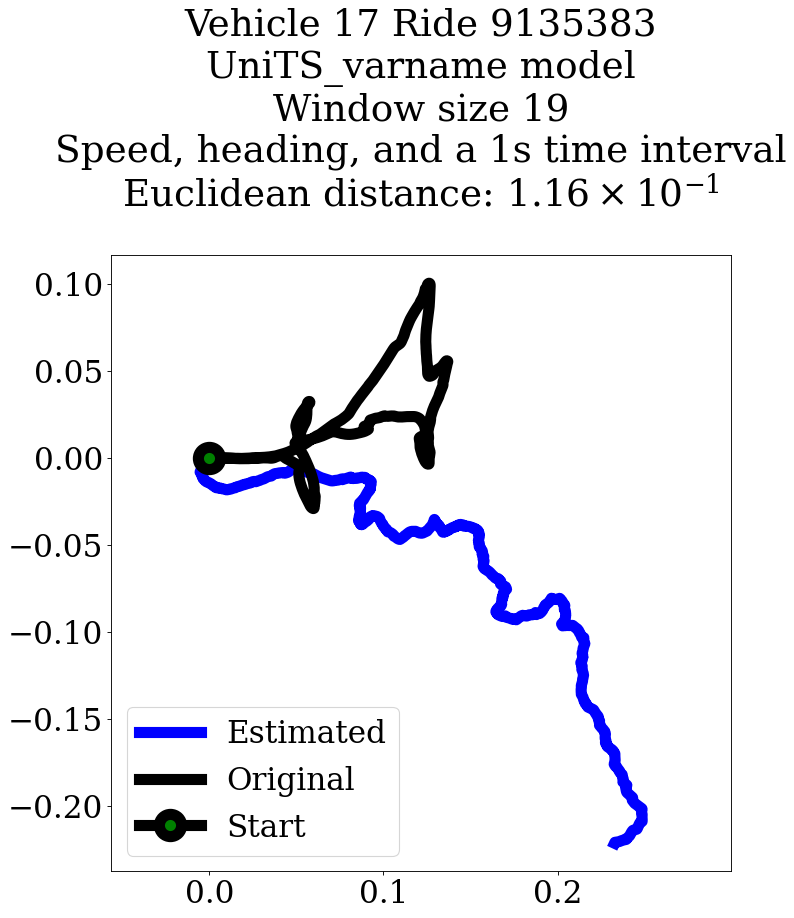 Vehicle 17 Ride 9135383
UniTS_varname model
Window size 19
Speed, heading, and a 1s time interval
Euclidean distance: 1.16 × 10⁻¹
0.10
0.05
0.00
−0.05
−0.10
−0.15
−0.20
Estimated
Original
Start
0.0 0.1 0.2